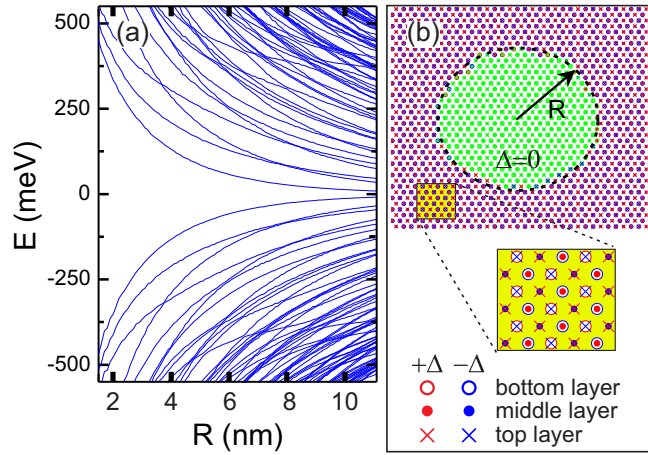 (a)
500
250
0
-250
-500
E (meV)
2 4 6 8 10
R (nm)
(b)
R
Δ=0
+Δ −Δ
bottom layer
middle layer
top layer